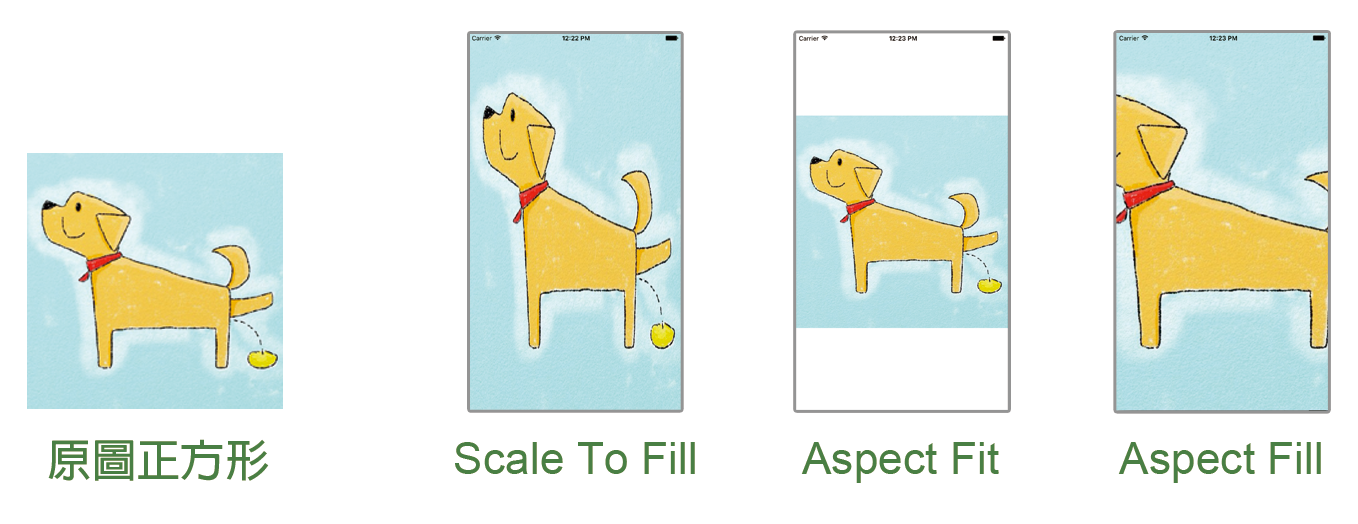 Carrier 12:22 PM
Carrier 12:23 PM
Carrier 12:23 PM
原圖正方形
Scale To Fill
Aspect Fit
Aspect Fill